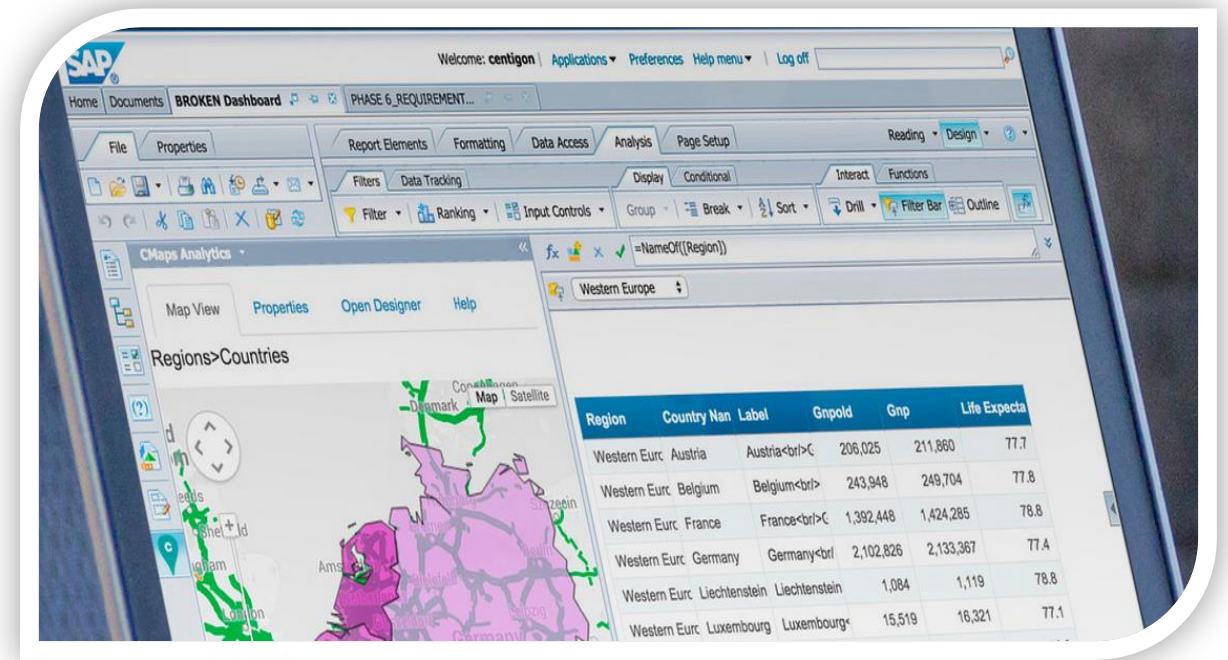 SAP
Welcome: centigon | Applications Preferences Help menu | Log off
Home Documents BROKEN Dashboard PHASE 6_REQUIREMENT...
File Properties
Report Elements Formatting Data Access Analysis Page Setup Reading Design
Filters Data Tracking Display Conditional Interact Functions
Filter Ranking Input Controls Group Break Sort Drill Filter Bar Outline
CMaps Analytics
fx =NameOf([Region])
Western Europe
Map View Properties Open Designer Help
Regions>Countries
Map Satellite
Denmark
London
Germany
Region Country Nan Label Gnpold Gnp Life Expecta
Western Eurc Austria Austria<br/>C 206,025 211,860 77.7
Western Eurc Belgium Belgium<br/> 243,948 249,704 77.8
Western Eurc France France<br/>C 1,392,448 1,424,285 78.8
Western Eurc Germany Germany<br/ 2,102,826 2,133,367 77.4
Western Eurc Liechtenstein Liechtenstein 1,084 1,119 78.8
Western Eurc Luxembourg Luxembourg< 15,519 16,321 77.1